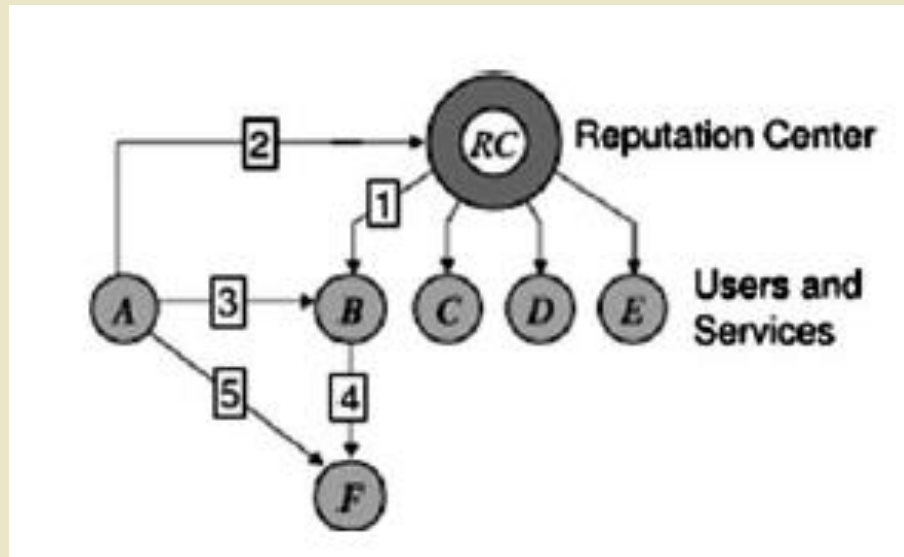 2
RC
Reputation Center
1
A
3
B
C
D
E
Users and
Services
5
4
F